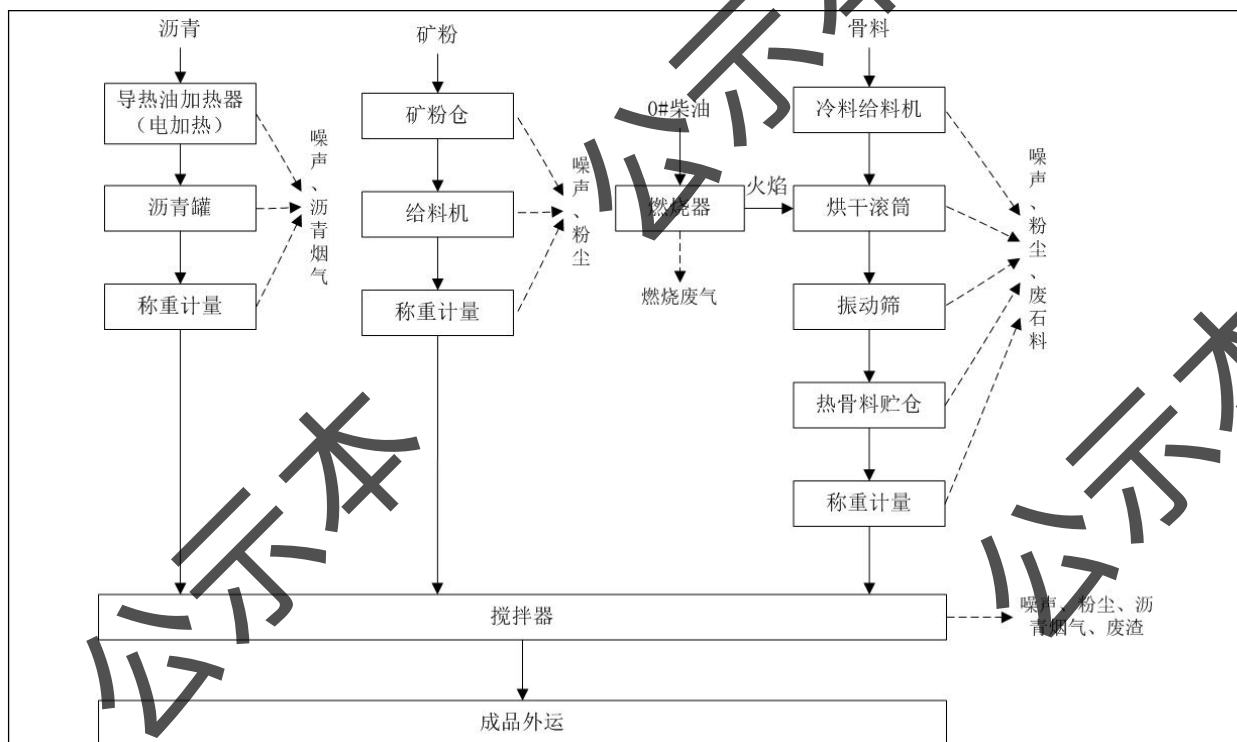 沥青
导热油加热器
（电加热）
沥青罐
称重计量
噪声、沥青烟气
矿粉
矿粉仓
给料机
称重计量
噪声、粉尘
0#柴油
燃烧器
火焰
燃烧废气
骨料
冷料给料机
烘干滚筒
振动筛
热骨料贮仓
称重计量
噪声、粉尘、废石料
搅拌器
噪声、粉尘、沥
青烟气、废渣
成品外运
公示本
公示本
公示本